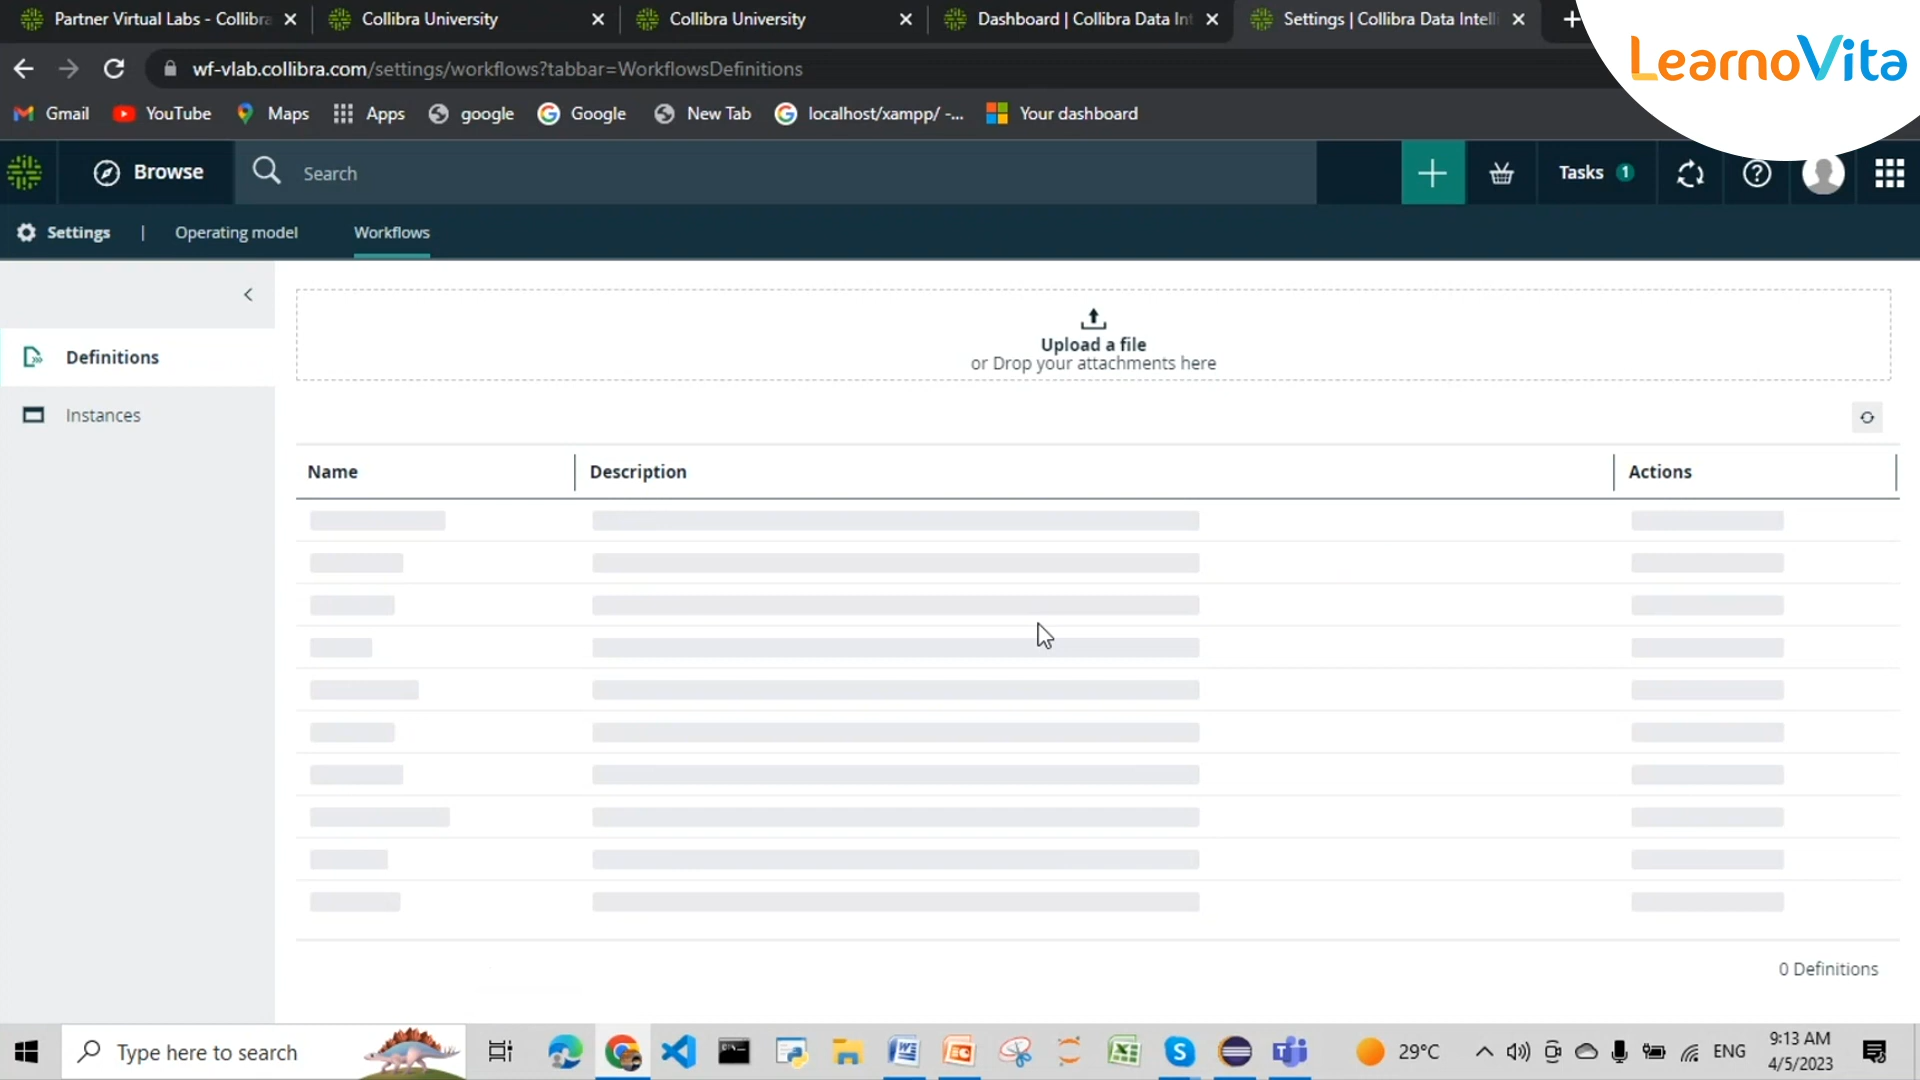 Partner Virtual Labs - Collibra
Collibra University
Collibra University
Dashboard | Collibra Data Int
Settings | Collibra Data Intelli
LearnoVita
wf-vlab.collibra.com/settings/workflows?tabbar=WorkflowsDefinitions
Gmail
YouTube
Maps
Apps
google
Google
New Tab
localhost/xampp/ -...
Your dashboard
Browse
Search
Tasks 1
Settings | Operating model Workflows
Upload a file
or Drop your attachments here
Definitions
Instances
Name Description Actions
0 Definitions
Type here to search
29°C
ENG
9:13 AM
4/5/2023